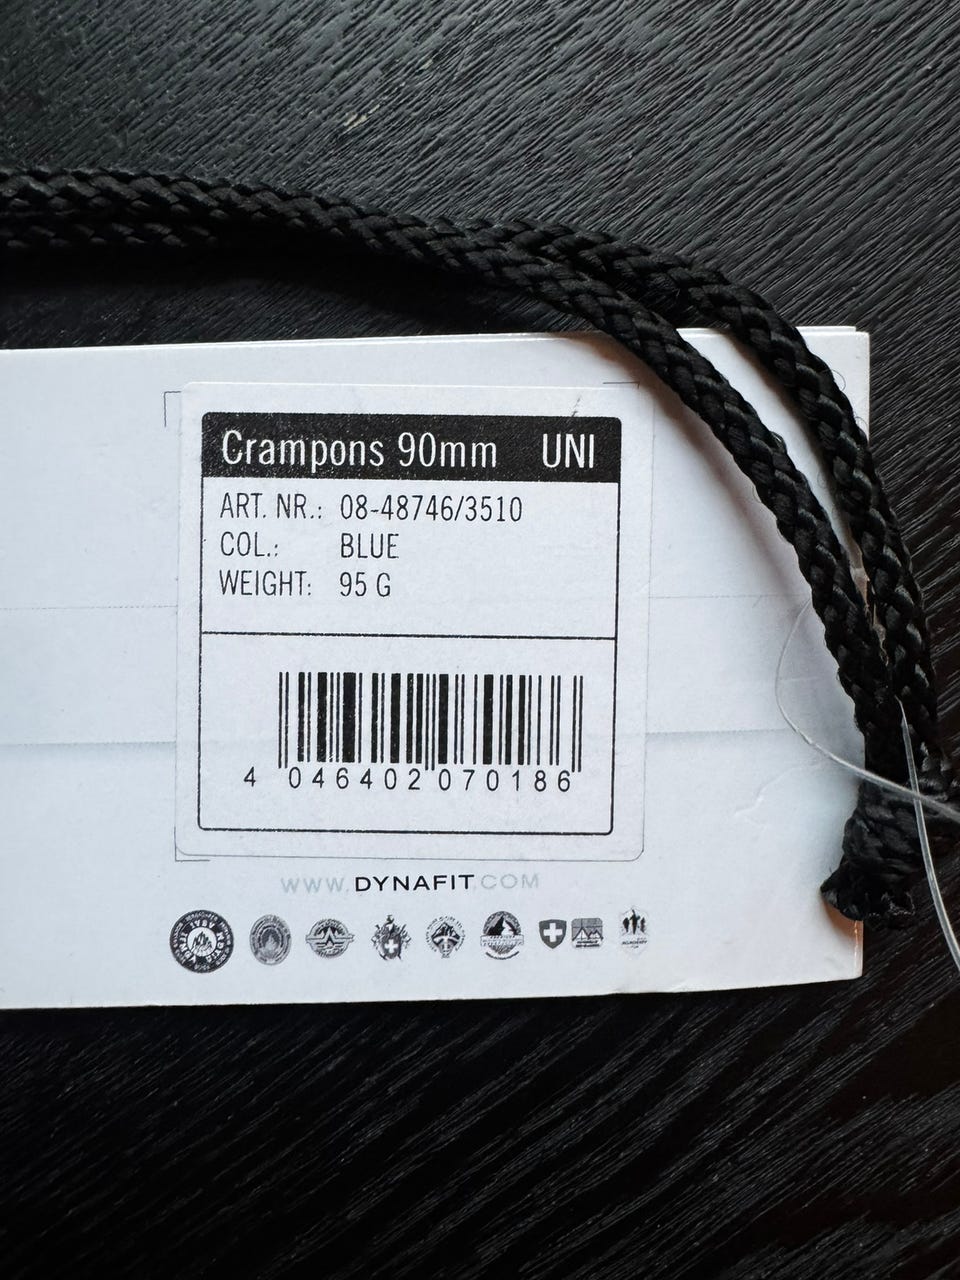 Crampons 90mm UNI
ART. NR.: 08-48746/3510
COL.: BLUE
WEIGHT: 95 G
4 046402 070186
WWW.DYNAFIT.COM